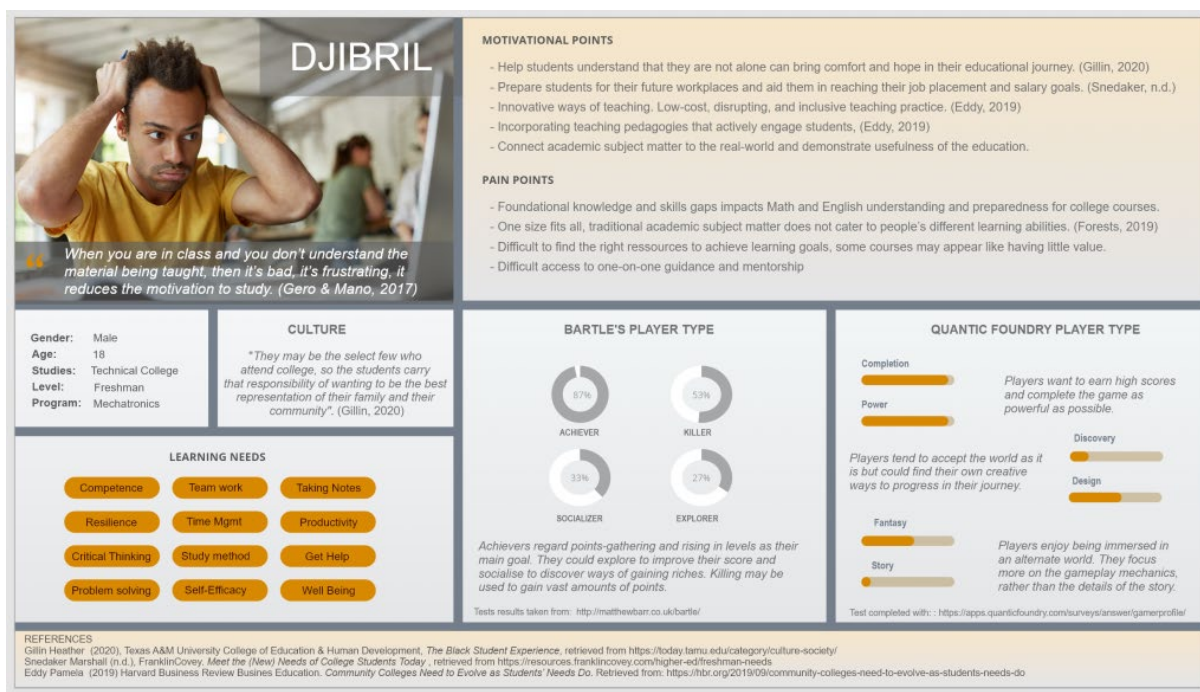 DJIBRIL
“
When you are in class and you don't understand the
material being taught, then it's bad, it's frustrating, it
reduces the motivation to study. (Gero & Mano, 2017)
MOTIVATIONAL POINTS
- Help students understand that they are not alone can bring comfort and hope in their educational journey. (Gillin, 2020)
- Prepare students for their future workplaces and aid them in reaching their job placement and salary goals. (Snedaker, n.d.)
- Innovative ways of teaching. Low-cost, disrupting, and inclusive teaching practice. (Eddy, 2019)
- Incorporating teaching pedagogies that actively engage students, (Eddy, 2019)
- Connect academic subject matter to the real-world and demonstrate usefulness of the education.
PAIN POINTS
- Foundational knowledge and skills gaps impacts Math and English understanding and preparedness for college courses.
- One size fits all, traditional academic subject matter does not cater to people's different learning abilities. (Forests, 2019)
- Difficult to find the right ressources to achieve learning goals, some courses may appear like having little value.
- Difficult access to one-on-one guidance and mentorship
Gender: Male
Age: 18
Studies: Technical College
Level: Freshman
Program: Mechatronics
CULTURE
"They may be the select few who
attend college, so the students carry
that responsibility of wanting to be the best
representation of their family and their
community". (Gillin, 2020)
LEARNING NEEDS
Competence Team work Taking Notes
Resilience Time Mgmt Productivity
Critical Thinking Study method Get Help
Problem solving Self-Efficacy Well Being
BARTLE'S PLAYER TYPE
87% 53%
ACHIEVER KILLER
33% 27%
SOCIALIZER EXPLORER
Achievers regard points-gathering and rising in levels as their
main goal. They could explore to improve their score and
socialise to discover ways of gaining riches. Killing may be
used to gain vast amounts of points.
Tests results taken from: http://matthewbarr.co.uk/bartle/
QUANTIC FOUNDRY PLAYER TYPE
Completion
Power
Players want to earn high scores
and complete the game as
powerful as possible.
Players tend to accept the world as it
is but could find their own creative
ways to progress in their journey.
Discovery
Design
Fantasy
Story
Players enjoy being immersed in
an alternate world. They focus
more on the gameplay mechanics,
rather than the details of the story.
Test completed with: : https://apps.quanticfoundry.com/surveys/answer/gamerprofile/
REFERENCES
Gillin Heather (2020), Texas A&M University College of Education & Human Development, The Black Student Experience, retrieved from https://today.tamu.edu/category/culture-society/
Snedaker Marshall (n.d.), FranklinCovey. Meet the (New) Needs of College Students Today , retrieved from https://resources.franklincovey.com/higher-ed/freshman-needs
Eddy Pamela (2019) Harvard Business Review Busines Education. Community Colleges Need to Evolve as Students' Needs Do. Retrieved from: https://hbr.org/2019/09/community-colleges-need-to-evolve-as-students-needs-do